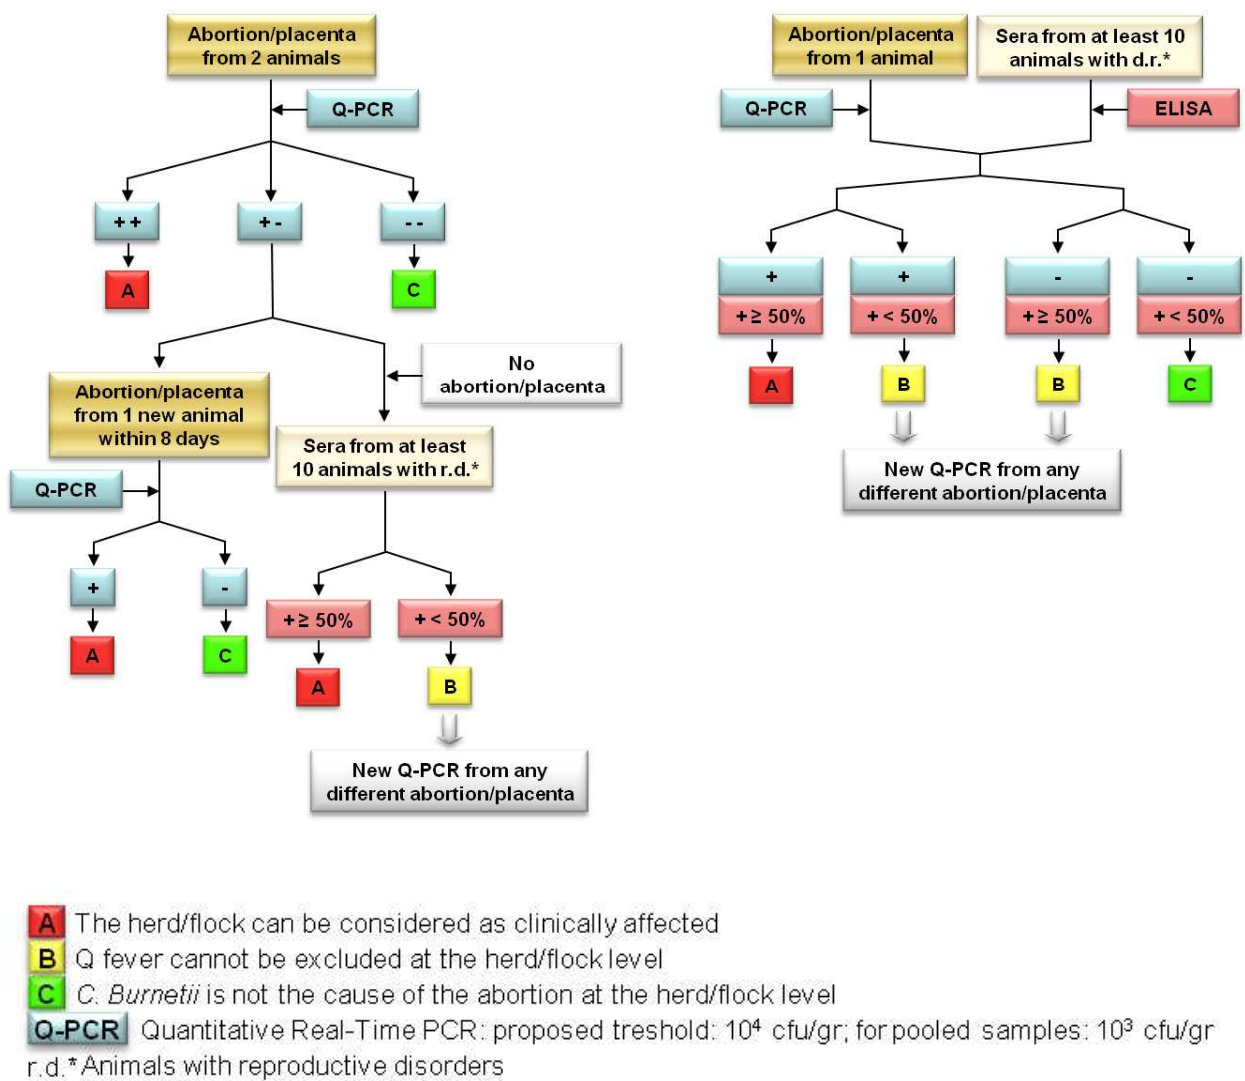 Abortion/placenta
from 2 animals
Q-PCR
+ +
+ -
- -
A
C
No
abortion/placenta
Abortion/placenta
from 1 new animal
within 8 days
Sera from at least
10 animals with r.d.*
Q-PCR
+
-
A
C
+ ≥ 50%
+ < 50%
A
B
New Q-PCR from any
different abortion/placenta
Abortion/placenta
from 1 animal
Sera from at least 10
animals with d.r.*
Q-PCR
ELISA
+
+
-
-
+ ≥ 50%
+ < 50%
+ ≥ 50%
+ < 50%
A
B
B
C
New Q-PCR from any
different abortion/placenta
A The herd/flock can be considered as clinically affected
B Q fever cannot be excluded at the herd/flock level
C C. Burnetii is not the cause of the abortion at the herd/flock level
Q-PCR Quantitative Real-Time PCR: proposed treshold: 10⁴ cfu/gr; for pooled samples: 10³ cfu/gr
r.d.* Animals with reproductive disorders